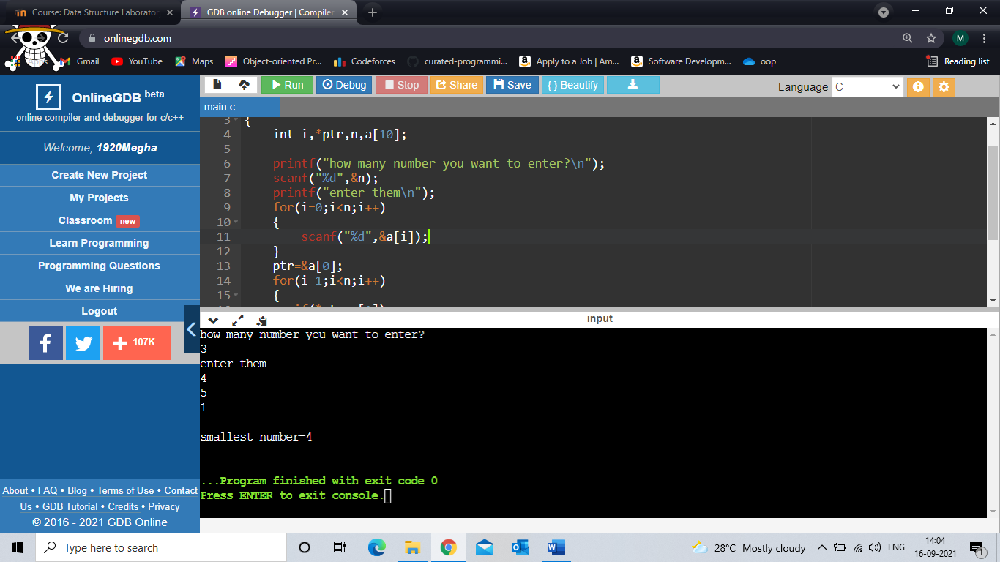 Course: Data Structure Laborator
GDB online Debugger | Compiler
onlinegdb.com
M
Apps
Gmail
YouTube
Maps
Object-oriented Pr...
Codeforces
curated-programmi...
Apply to a Job | Am...
Software Developm...
oop
Reading list
OnlineGDB beta
online compiler and debugger for c/c++
Welcome, 1920Megha
Create New Project
My Projects
Classroom new
Learn Programming
Programming Questions
We are Hiring
Logout
107K
About • FAQ • Blog • Terms of Use • Contact
Us • GDB Tutorial • Credits • Privacy
© 2016 - 2021 GDB Online
Run
Debug
Stop
Share
Save
{ } Beautify
Language C
main.c
3 {
4 int i,*ptr,n,a[10];
5
6 printf("how many number you want to enter?\n");
7 scanf("%d",&n);
8 printf("enter them\n");
9 for(i=0;i<n;i++)
10 {
11 scanf("%d",&a[i]);
12 }
13 ptr=&a[0];
14 for(i=1;i<n;i++)
15 {
input
how many number you want to enter?
3
enter them
4
5
1
smallest number=4
...Program finished with exit code 0
Press ENTER to exit console.
Type here to search
28°C Mostly cloudy
ENG
14:04
16-09-2021
1